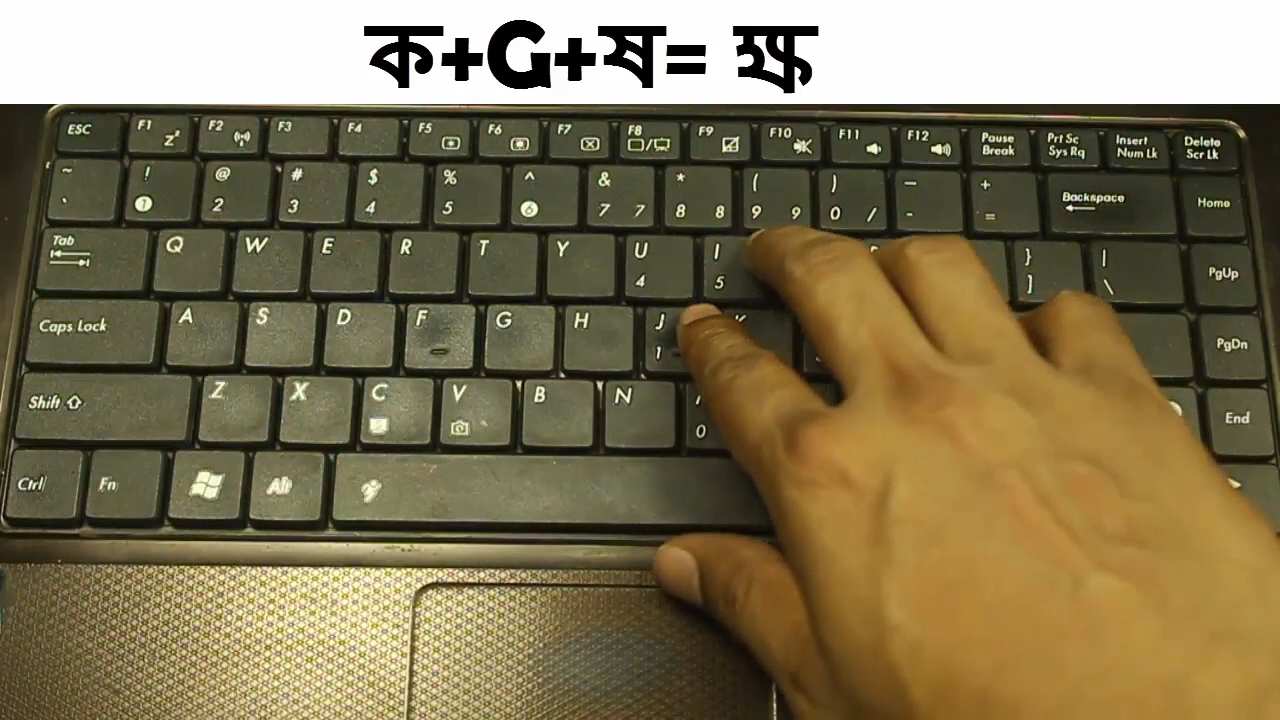 ক+G+ষ= ক্ষ
ESC F1 Zz F2 F3 F4 F5 F6 F7 F8 F9 F10 F11 F12 Pause Break Prt Sc Sys Rq Insert Num Lk Delete Scr Lk
~ ` ! 1 @ 2 # 3 $ 4 % 5 ^ 6 & 7 7 * 8 8 ( 9 9 ) 0 / — - + = Backspace Home
Tab Q W E R T Y U 4 I 5 } ] | \ PgUp
Caps Lock A S D F G H J 1 K PgDn
Shift Z X C V B N 0 End
Ctrl Fn Alt